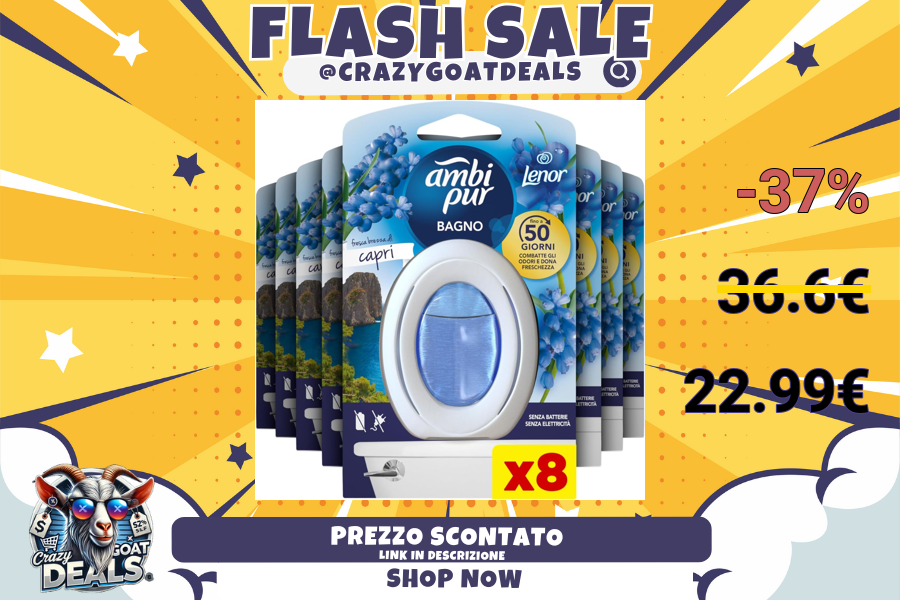 FLASH SALE
@CRAZYGOATDEALS
-37%
36.6€
22.99€
ambi
pur
BAGNO
Lenor
fresca brezza di
capri
fino a
50
GIORNI
COMBATTE GLI
ODORI E DONA
FRESCHEZZA
SENZA BATTERIE
SENZA ELETTRICITÀ
x8
$
52%
Crazy
GOAT
DEALS
PREZZO SCONTATO
LINK IN DESCRIZIONE
SHOP NOW